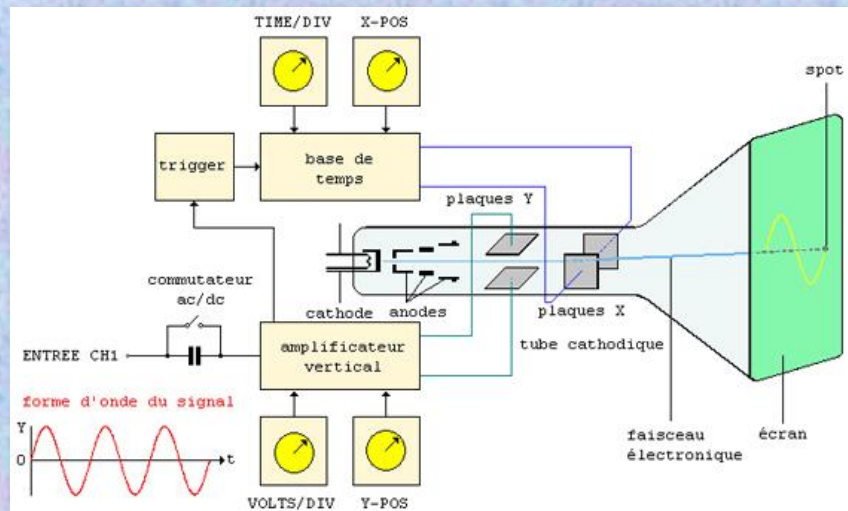 TIME/DIV X-POS
spot
trigger
base de
temps
plaques Y
commutateur
ac/dc
cathode anodes
plaques X
ENTREE CH1
amplificateur
vertical
tube cathodique
forme d'onde du signal
Y
O
t
faisceau
électronique
écran
VOLTS/DIV Y-POS